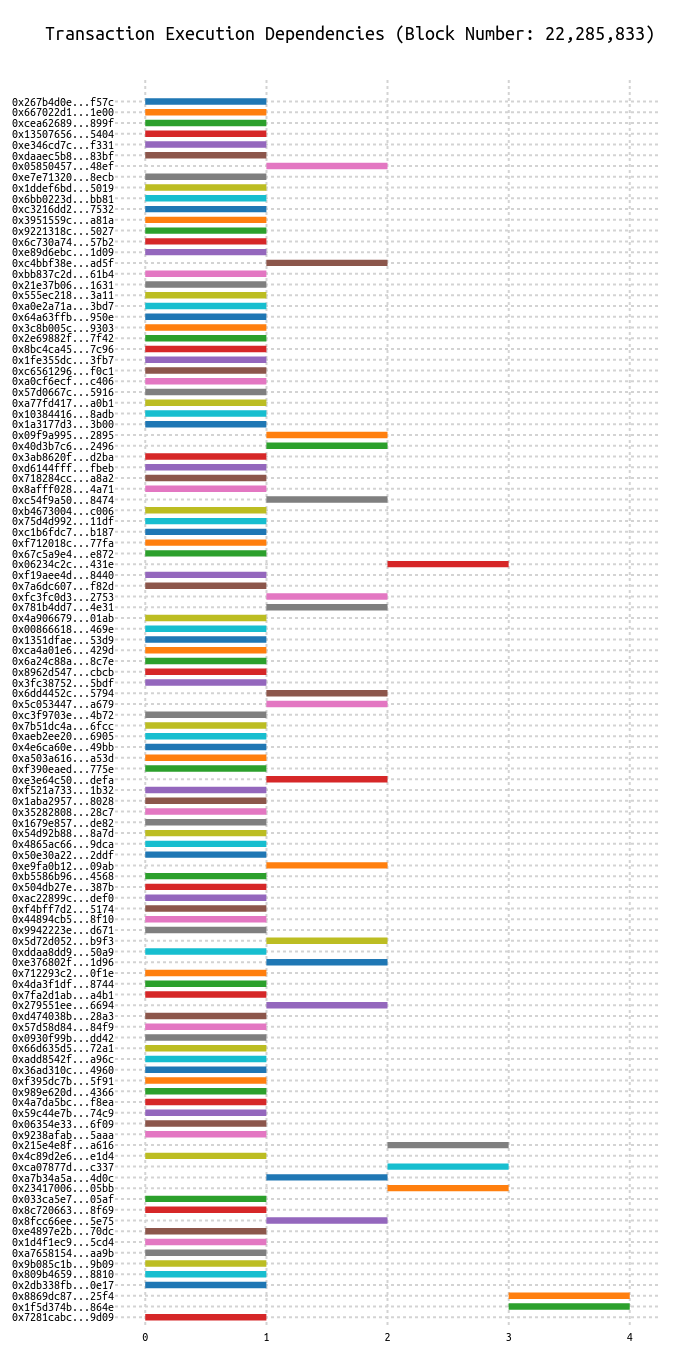 Transaction Execution Dependencies (Block Number: 22,285,833)
0x267b4d0e...f57c
0x667022d1...1e00
0xcea62689...899f
0x13507656...5404
0xe346cd7c...f331
0xdaaec5b8...83bf
0x05850457...48ef
0xe7e71320...8ecb
0x1ddef6bd...5019
0x6bb0223d...bb81
0xc3216dd2...7532
0x3951559c...a81a
0x9221318c...5027
0x6c730a74...57b2
0xe89d6ebc...1d09
0xc4bbf38e...ad5f
0xbb837c2d...61b4
0x21e37b06...1631
0x555ec218...3a11
0xa0e2a71a...3bd7
0x64a63ffb...950e
0x3c8b005c...9303
0x2e69882f...7f42
0x8bc4ca45...7c96
0x1fe355dc...3fb7
0xc6561296...f0c1
0xa0cf6ecf...c406
0x57d0667c...5916
0xa77fd417...a0b1
0x10384416...8adb
0x1a3177d3...3b00
0x09f9a995...2895
0x40d3b7c6...2496
0x3ab8620f...d2ba
0xd6144fff...fbeb
0x718284cc...a8a2
0x8afff028...4a71
0xc54f9a50...8474
0xb4673004...c006
0x75d4d992...11df
0xc1b6fdc7...b187
0xf712018c...77fa
0x67c5a9e4...e872
0x06234c2c...431e
0xf19aee4d...8440
0x7a6dc607...f82d
0xfc3fc0d3...2753
0x781b4dd7...4e31
0x4a906679...01ab
0x00866618...469e
0x1351dfae...53d9
0xca4a01e6...429d
0x6a24c88a...8c7e
0x8962d547...cbcb
0x3fc38752...5bdf
0x6dd4452c...5794
0x5c053447...a679
0xc3f9703e...4b72
0x7b51dc4a...6fcc
0xaeb2ee20...6905
0x4e6ca60e...49bb
0xa503a616...a53d
0xf390eaed...775e
0xe3e64c50...defa
0xf521a733...1b32
0x1aba2957...8028
0x35282808...28c7
0x1679e857...de82
0x54d92b88...8a7d
0x4865ac66...9dca
0x50e30a22...2ddf
0xe9fa0b12...09ab
0xb5586b96...4568
0x504db27e...387b
0xac22899c...def0
0xf4bff7d2...5174
0x44894cb5...8f10
0x9942223e...d671
0x5d72d052...b9f3
0xddaa8dd9...50a9
0xe376802f...1d96
0x712293c2...0f1e
0x4da3f1df...8744
0x7fa2d1ab...a4b1
0x279551ee...6694
0xd474038b...28a3
0x57d58d84...84f9
0x0930f99b...dd42
0x66d635d5...72a1
0xadd8542f...a96c
0x36ad310c...4960
0xf395dc7b...5f91
0x989e620d...4366
0x4a7da5bc...f8ea
0x59c44e7b...74c9
0x06354e33...6f09
0x9238afab...5aaa
0x215e4e8f...a616
0x4c89d2e6...e1d4
0xca07877d...c337
0xa7b34a5a...4d0c
0x23417006...05bb
0x033ca5e7...05af
0x8c720663...8f69
0x8fcc66ee...5e75
0xe4897e2b...70dc
0x1d4f1ec9...5cd4
0xa7658154...aa9b
0x9b085c1b...9b09
0x809b4659...8810
0x2db338fb...0e17
0x8869dc87...25f4
0x1f5d374b...864e
0x7281cabc...9d09
0 1 2 3 4